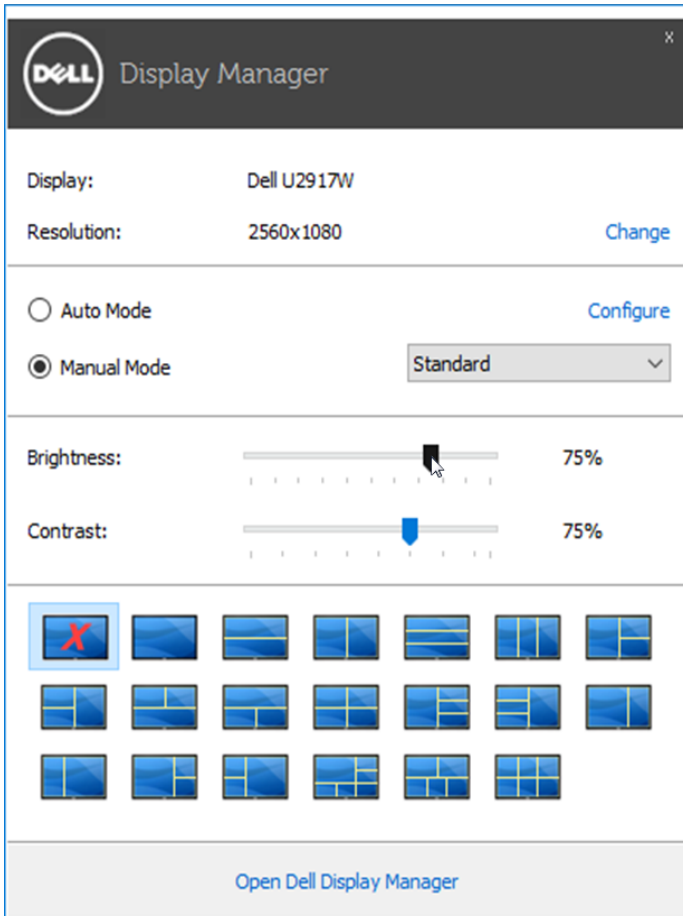 DELL Display Manager x
Display: Dell U2917W
Resolution: 2560x1080 Change
Auto Mode Configure
Manual Mode Standard
Brightness: 75%
Contrast: 75%
X
Open Dell Display Manager